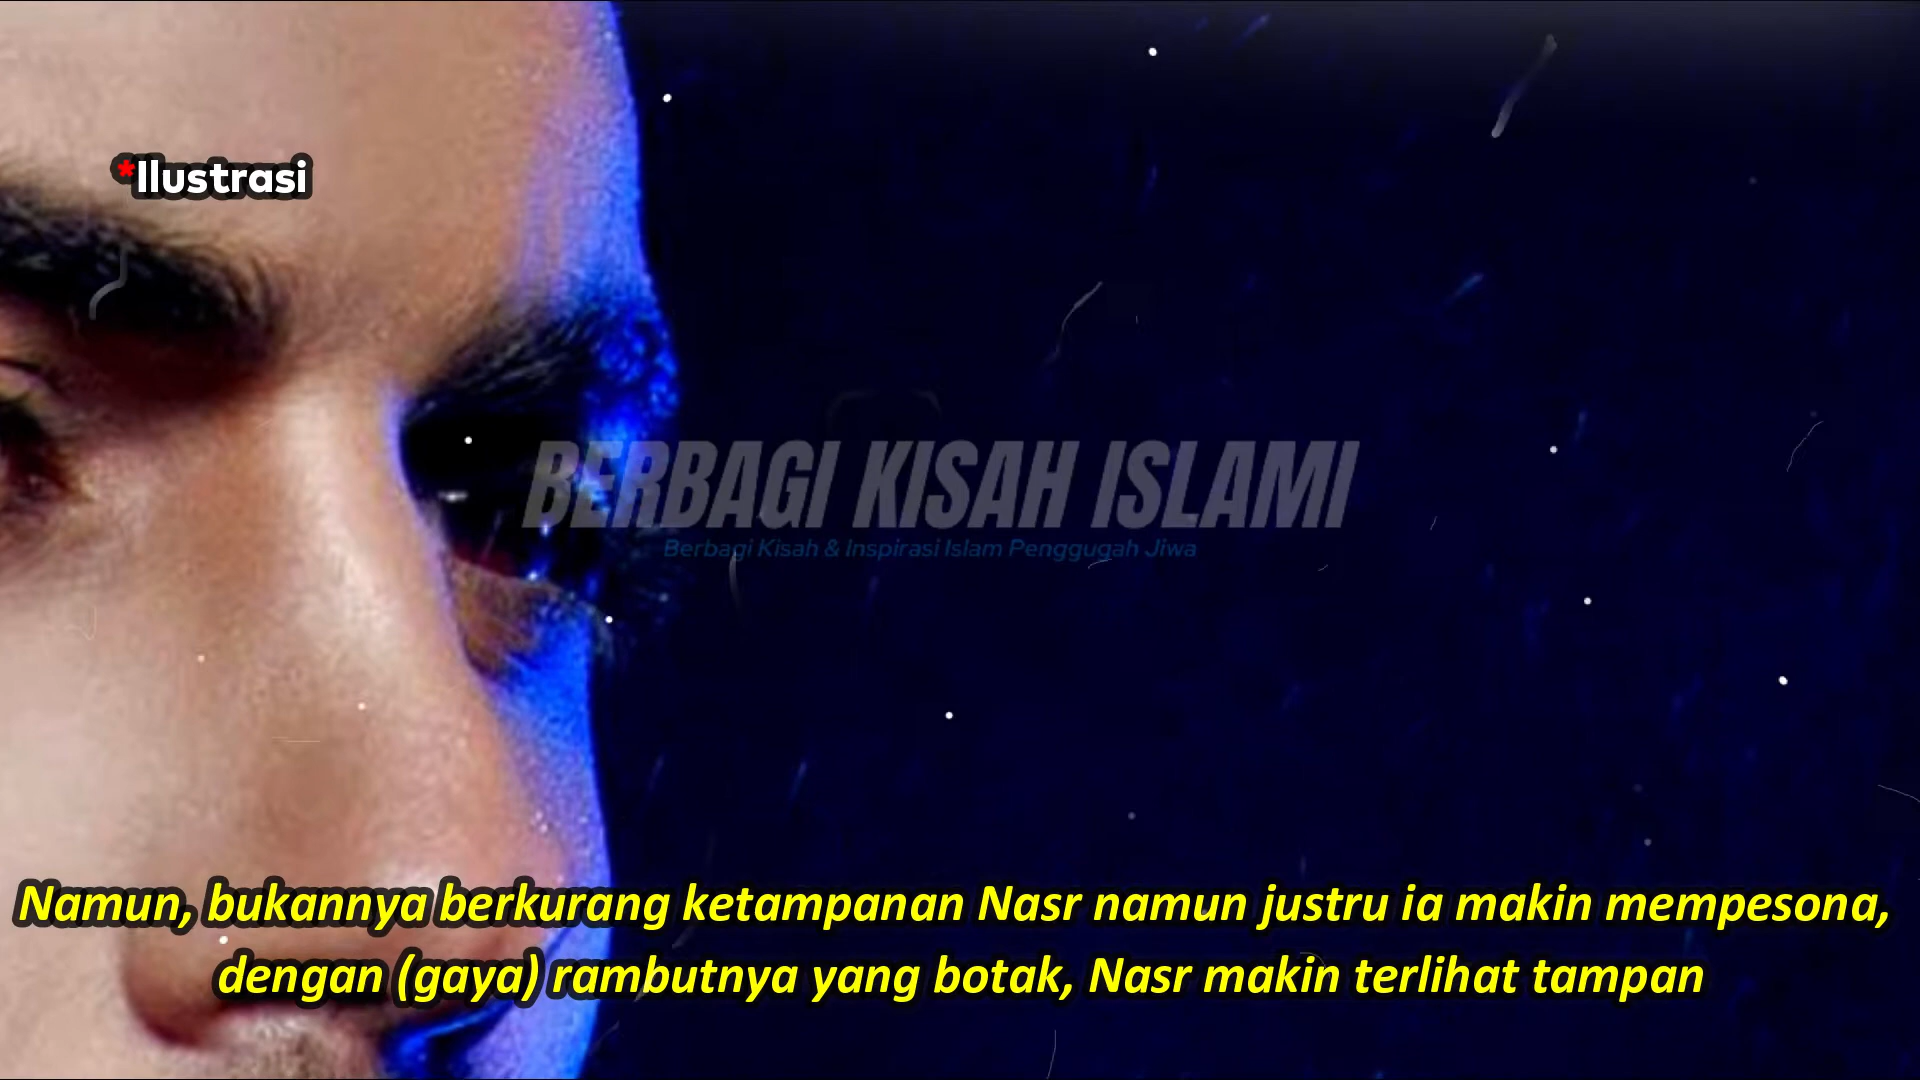 *Ilustrasi
BERBAGI KISAH ISLAMI
Berbagi Kisah & Inspirasi Islam Penggugah Jiwa
Namun, bukannya berkurang ketampanan Nasr namun justru ia makin mempesona,
dengan (gaya) rambutnya yang botak, Nasr makin terlihat tampan